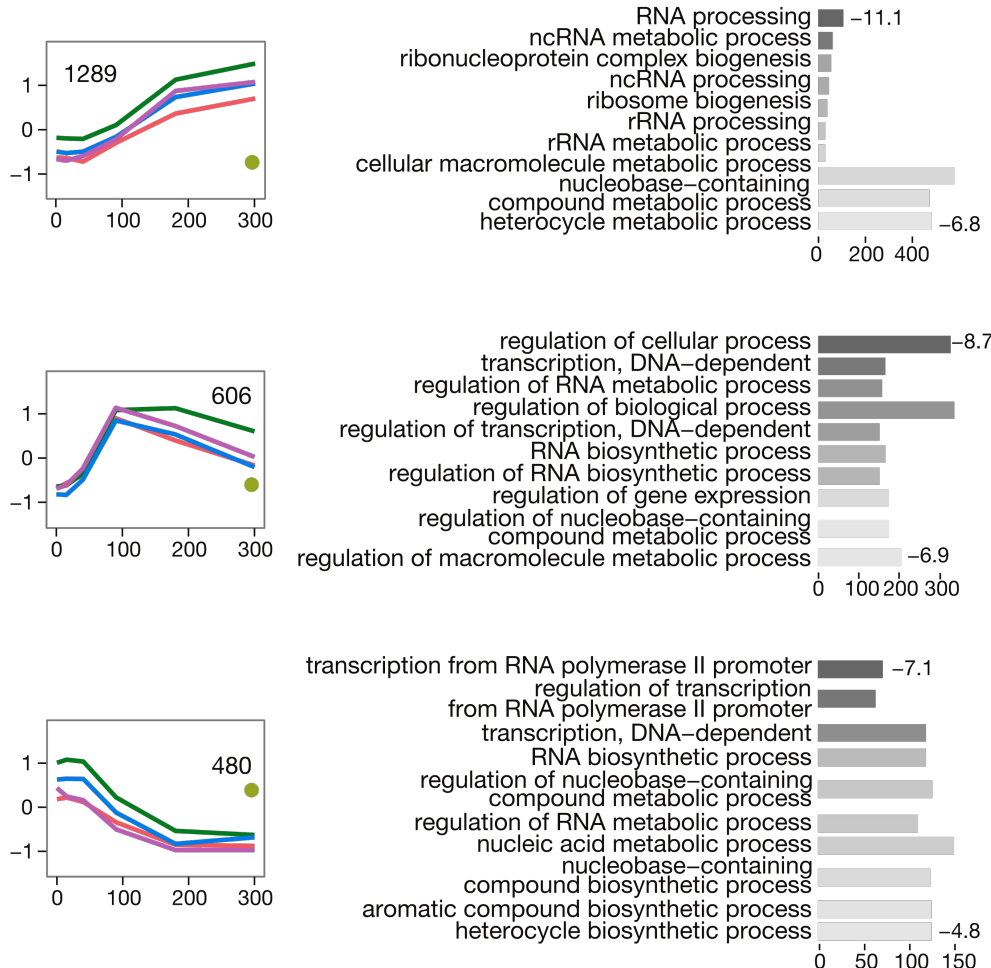 1289
1
0
−1
0 100 200 300
RNA processing −11.1
ncRNA metabolic process
ribonucleoprotein complex biogenesis
ncRNA processing
ribosome biogenesis
rRNA processing
rRNA metabolic process
cellular macromolecule metabolic process
nucleobase−containing
compound metabolic process
heterocycle metabolic process −6.8
0 200 400
606
1
0
−1
0 100 200 300
regulation of cellular process −8.7
transcription, DNA−dependent
regulation of RNA metabolic process
regulation of biological process
regulation of transcription, DNA−dependent
RNA biosynthetic process
regulation of RNA biosynthetic process
regulation of gene expression
regulation of nucleobase−containing
compound metabolic process
regulation of macromolecule metabolic process −6.9
0 100 200 300
480
1
0
−1
0 100 200 300
transcription from RNA polymerase II promoter −7.1
regulation of transcription
from RNA polymerase II promoter
transcription, DNA−dependent
RNA biosynthetic process
regulation of nucleobase−containing
compound metabolic process
regulation of RNA metabolic process
nucleic acid metabolic process
nucleobase−containing
compound biosynthetic process
aromatic compound biosynthetic process
heterocycle biosynthetic process −4.8
0 50 100 150